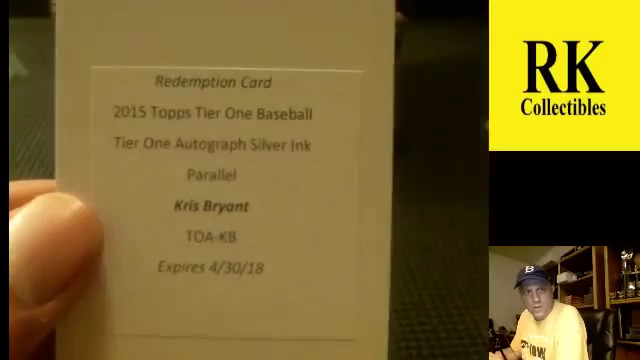 Redemption Card
2015 Topps Tier One Baseball
Tier One Autograph Silver Ink
Parallel
Kris Bryant
TOA-KB
Expires 4/30/18
RK
Collectibles
B